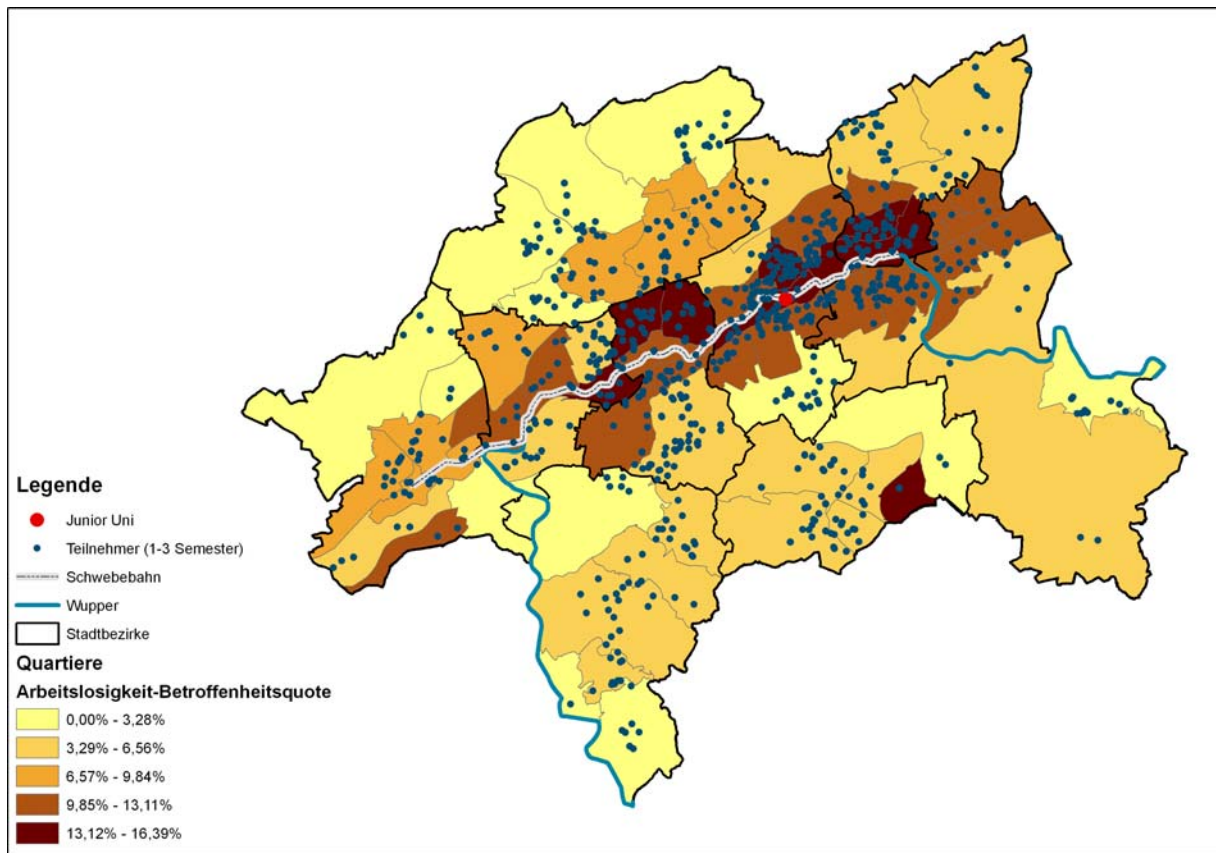 Legende
Junior Uni
Teilnehmer (1-3 Semester)
Schwebebahn
Wupper
Stadtbezirke
Quartiere
Arbeitslosigkeit-Betroffenheitsquote
0,00% - 3,28%
3,29% - 6,56%
6,57% - 9,84%
9,85% - 13,11%
13,12% - 16,39%